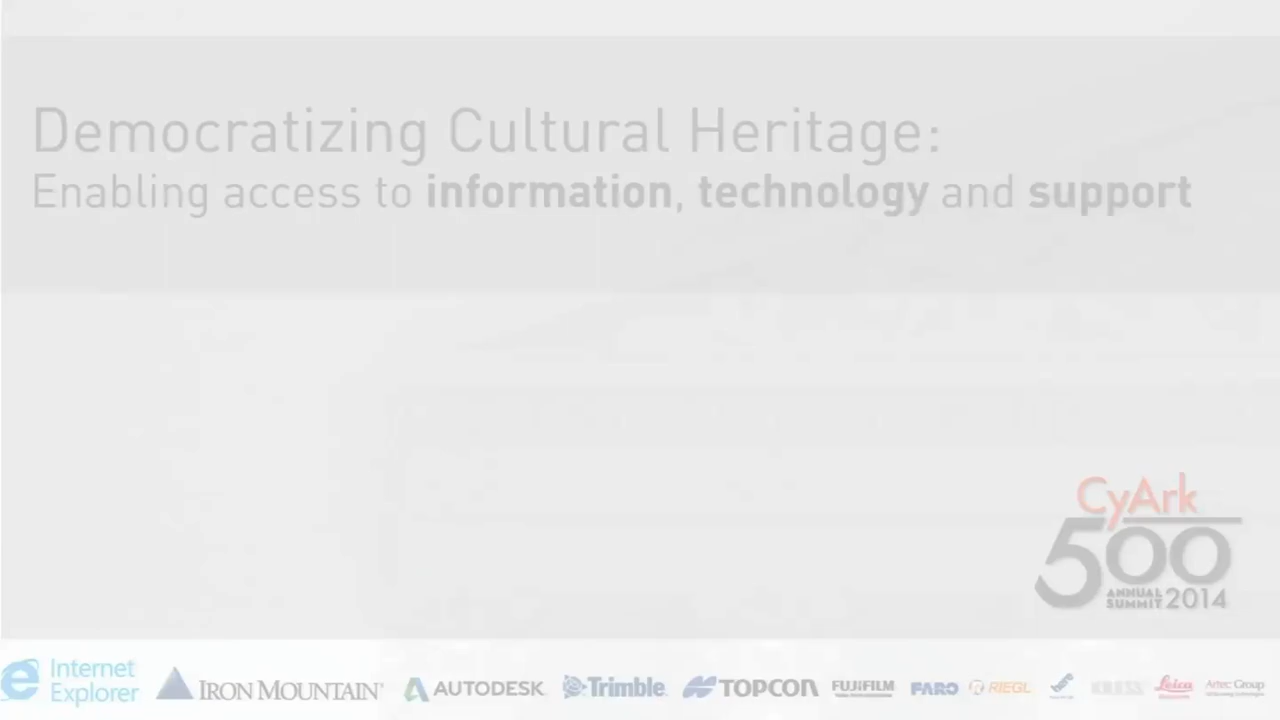 Democratizing Cultural Heritage:
Enabling access to information, technology and support
CyArk
500
ANNUAL
SUMMIT 2014
Internet
Explorer
IRON MOUNTAIN®
AUTODESK
Trimble
TOPCON
FUJIFILM
FARO
RIEGL
Leica
Artec Group